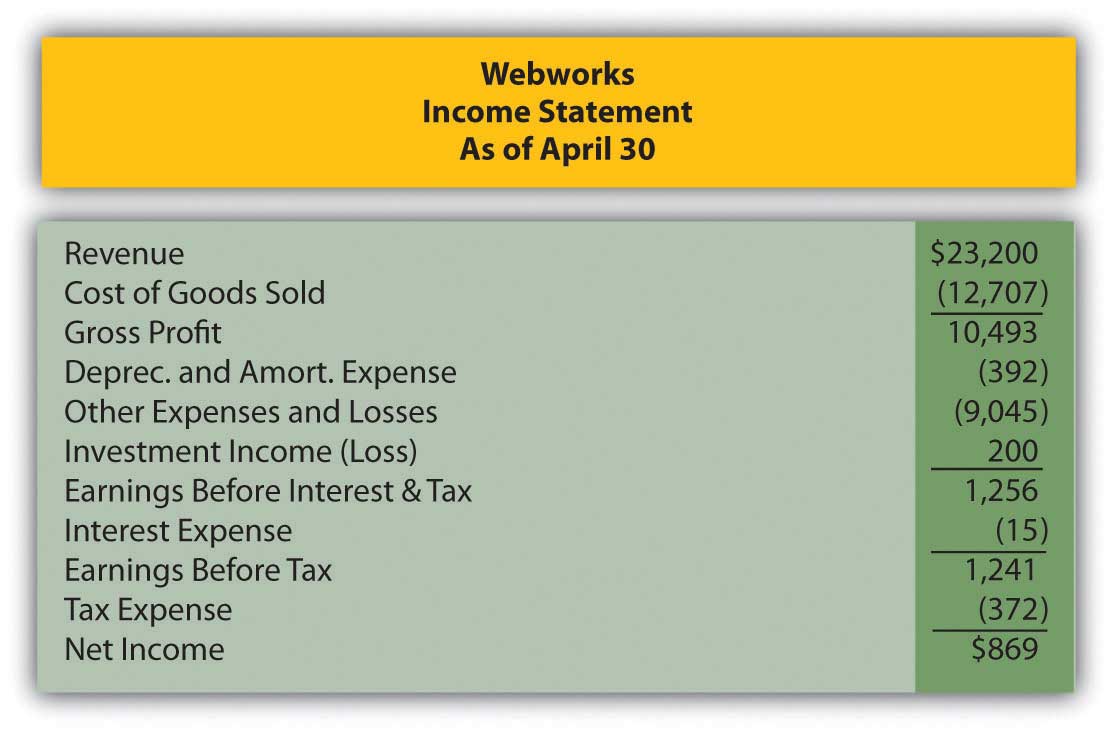 Webworks
Income Statement
As of April 30
Revenue $23,200
Cost of Goods Sold (12,707)
Gross Profit 10,493
Deprec. and Amort. Expense (392)
Other Expenses and Losses (9,045)
Investment Income (Loss) 200
Earnings Before Interest & Tax 1,256
Interest Expense (15)
Earnings Before Tax 1,241
Tax Expense (372)
Net Income $869